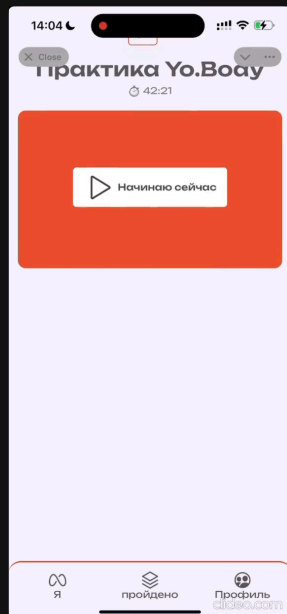 14:04
Close
Практика Yo.Body
42:21
Начинаю сейчас
Я
пройдено
Профиль
clideo.com